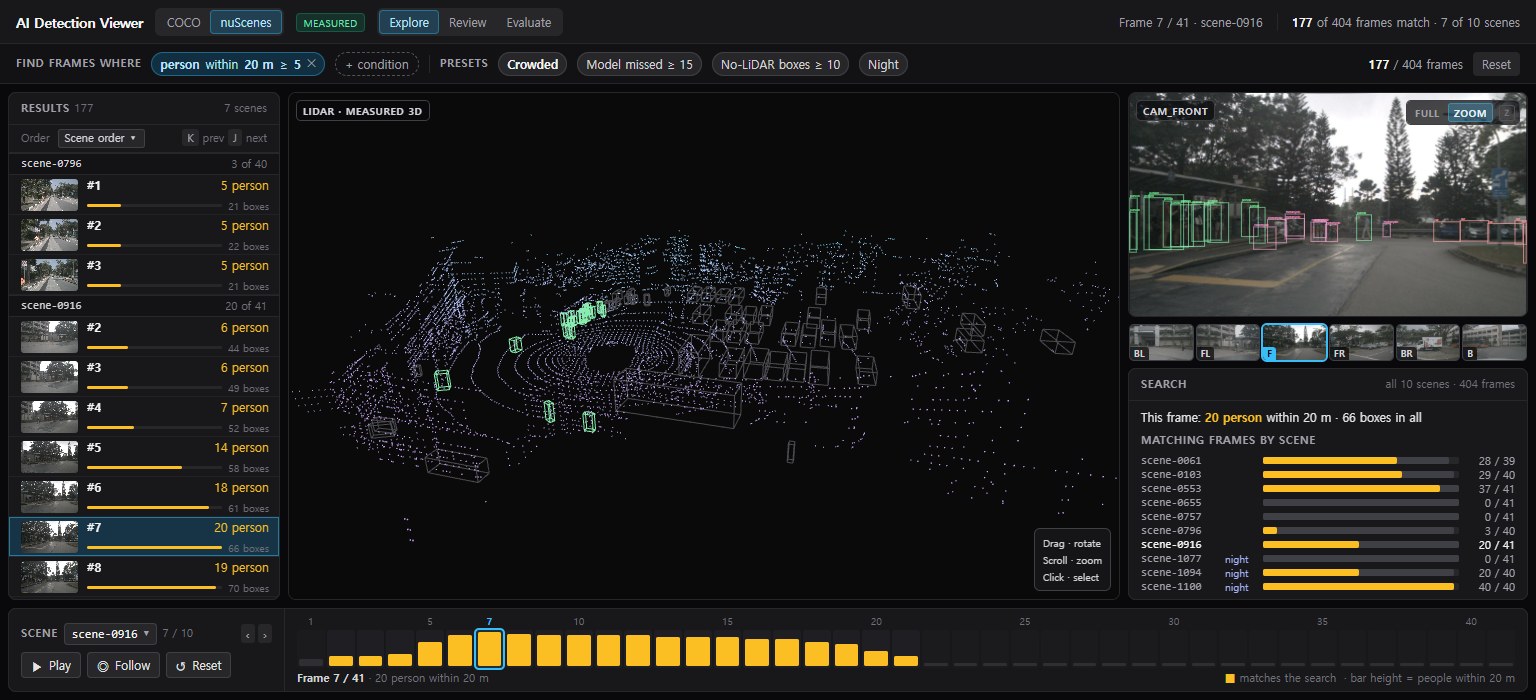 AI Detection Viewer COCO nuScenes MEASURED Explore Review Evaluate Frame 7 / 41 · scene-0916 177 of 404 frames match · 7 of 10 scenes
FIND FRAMES WHERE person within 20 m ≥ 5 × + condition PRESETS Crowded Model missed ≥ 15 No-LiDAR boxes ≥ 10 Night 177 / 404 frames Reset
RESULTS 177 7 scenes
Order Scene order ▾ K prev J next
scene-0796 3 of 40
#1 5 person
21 boxes
#2 5 person
22 boxes
#3 5 person
21 boxes
scene-0916 20 of 41
#2 6 person
44 boxes
#3 6 person
49 boxes
#4 7 person
52 boxes
#5 14 person
58 boxes
#6 18 person
61 boxes
#7 20 person
66 boxes
#8 19 person
70 boxes
LIDAR · MEASURED 3D
Drag · rotate
Scroll · zoom
Click · select
CAM_FRONT FULL ZOOM Z
BL FL F FR BR B
SEARCH all 10 scenes · 404 frames
This frame: 20 person within 20 m · 66 boxes in all
MATCHING FRAMES BY SCENE
scene-0061 28 / 39
scene-0103 29 / 40
scene-0553 37 / 41
scene-0655 0 / 41
scene-0757 0 / 41
scene-0796 3 / 40
scene-0916 20 / 41
scene-1077 night 0 / 41
scene-1094 night 20 / 40
scene-1100 night 40 / 40
SCENE scene-0916 ▾ 7 / 10 ‹ ›
▶ Play ◎ Follow ↺ Reset
1 5 7 10 15 20 25 30 35 40
Frame 7 / 41 · 20 person within 20 m
matches the search · bar height = people within 20 m